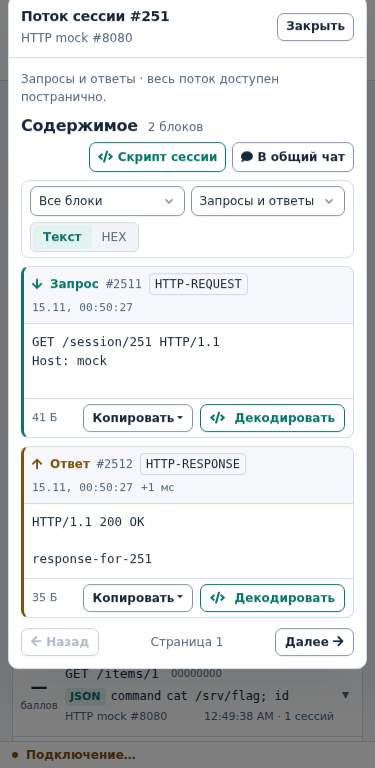 Поток сессии #251
HTTP mock #8080
Закрыть
Запросы и ответы · весь поток доступен
постранично.
Содержимое 2 блоков
</> Скрипт сессии
В общий чат
Все блоки
Запросы и ответы
Текст HEX
↓ Запрос #2511 HTTP-REQUEST
15.11, 00:50:27
GET /session/251 HTTP/1.1
Host: mock
41 Б Копировать </> Декодировать
↑ Ответ #2512 HTTP-RESPONSE
15.11, 00:50:27 +1 мс
HTTP/1.1 200 OK
response-for-251
35 Б Копировать </> Декодировать
← Назад Страница 1 Далее →
GET /items/1 00000000
— JSON command cat /srv/flag; id ▼
баллов
HTTP mock #8080 12:49:38 AM · 1 сессий
• Подключение…